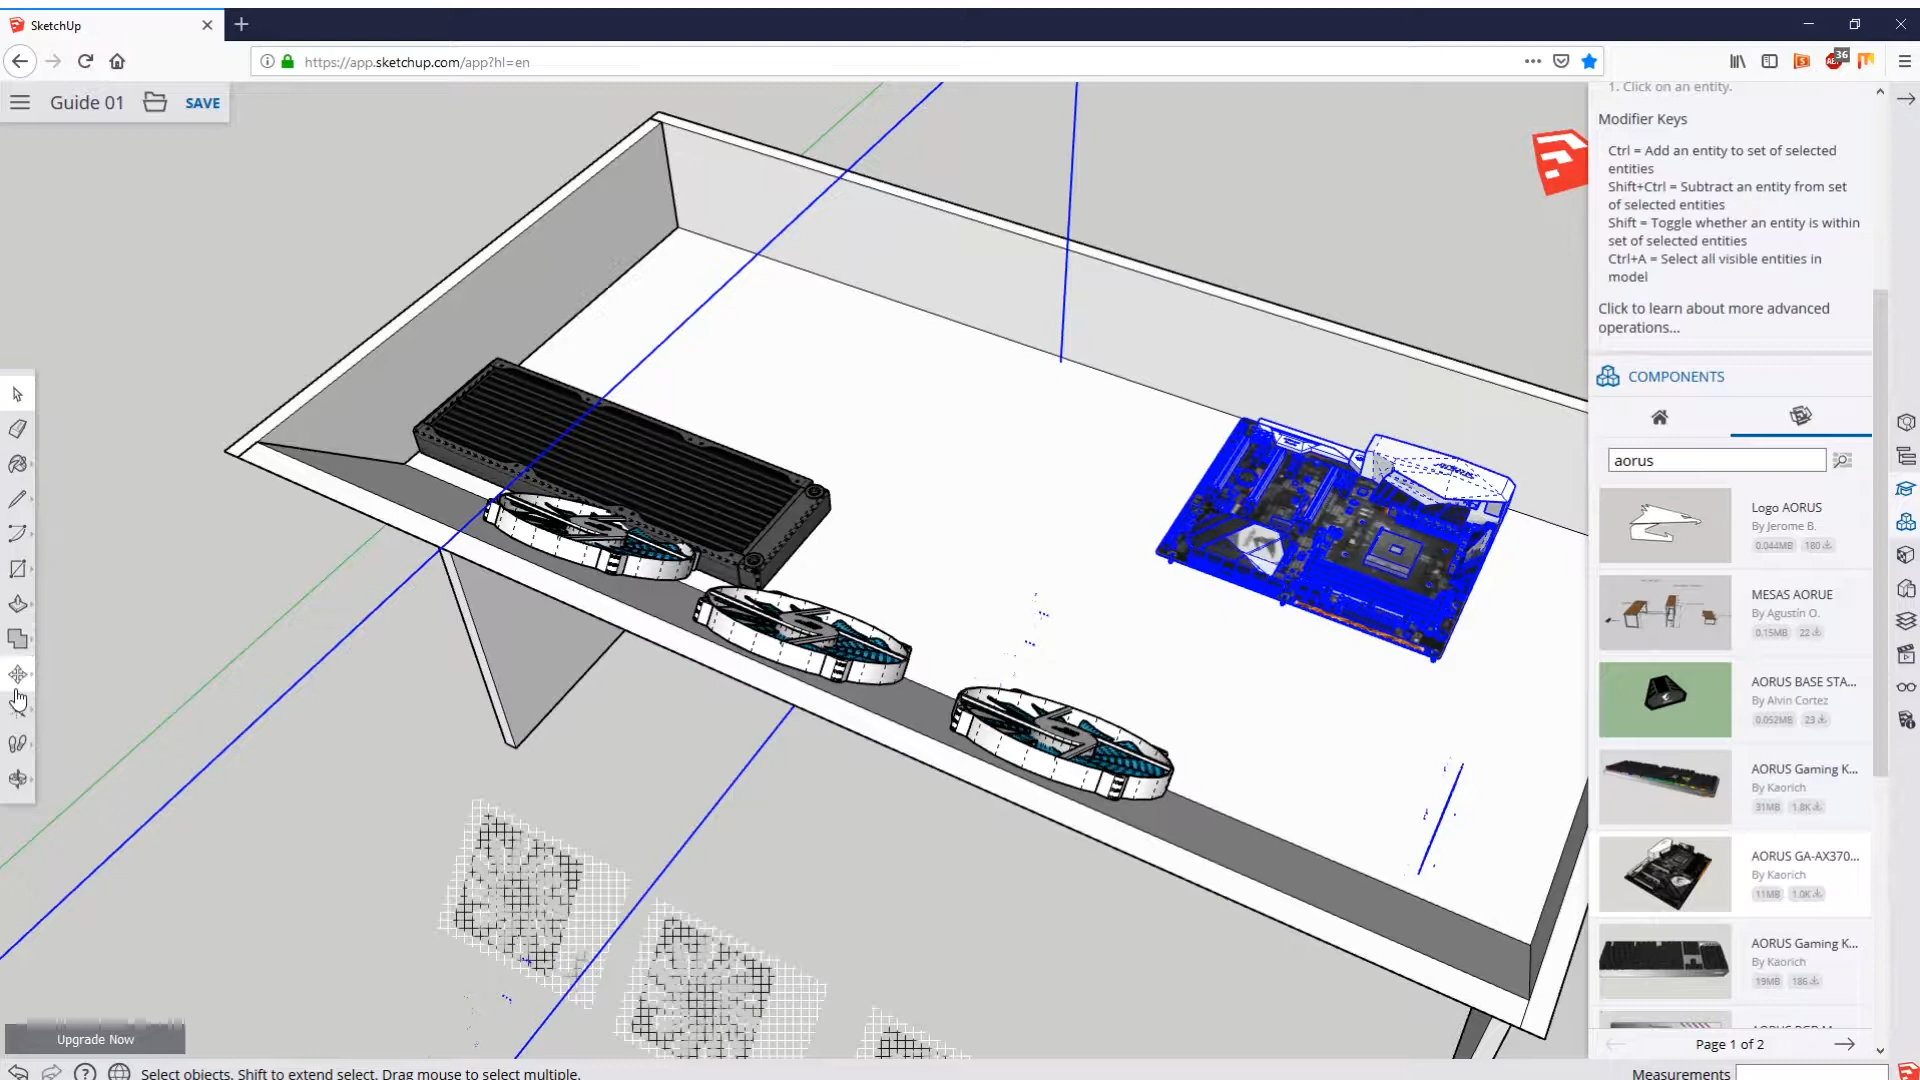 SketchUp
https://app.sketchup.com/app?hl=en
36
Guide 01
SAVE
1. Click on an entity.
Modifier Keys
Ctrl = Add an entity to set of selected
entities
Shift+Ctrl = Subtract an entity from set
of selected entities
Shift = Toggle whether an entity is within
set of selected entities
Ctrl+A = Select all visible entities in
model
Click to learn about more advanced
operations...
COMPONENTS
aorus
Logo AORUS
By Jerome B.
0.044MB 180
MESAS AORUE
By Agustín O.
0.15MB 22
AORUS BASE STA...
By Alvin Cortez
0.052MB 23
AORUS Gaming K...
By Kaorich
31MB 1.8K
AORUS GA-AX370...
By Kaorich
11MB 1.0K
AORUS Gaming K...
By Kaorich
19MB 186
Page 1 of 2
Upgrade Now
Select objects. Shift to extend select. Drag mouse to select multiple.
Measurements